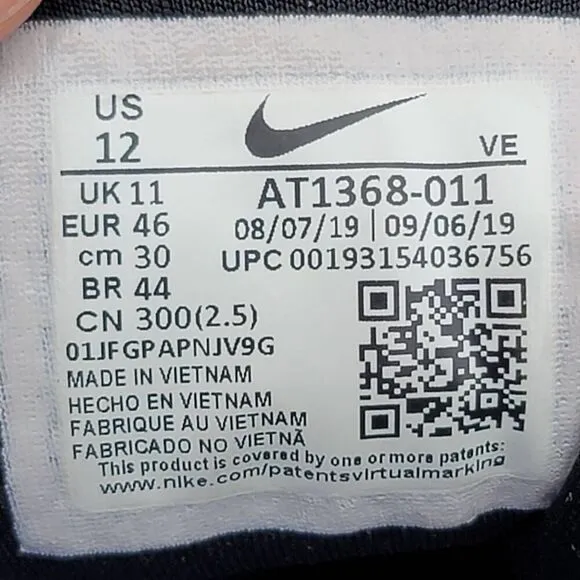 US
12
VE
UK 11
AT1368-011
EUR 46
08/07/19 | 09/06/19
cm 30
UPC 00193154036756
BR 44
CN 300(2.5)
01JFGPAPNJV9G
MADE IN VIETNAM
HECHO EN VIETNAM
FABRIQUE AU VIETNAM
FABRICADO NO VIETNÃ
This product is covered by one or more patents:
www.nike.com/patentsvirtualmarking